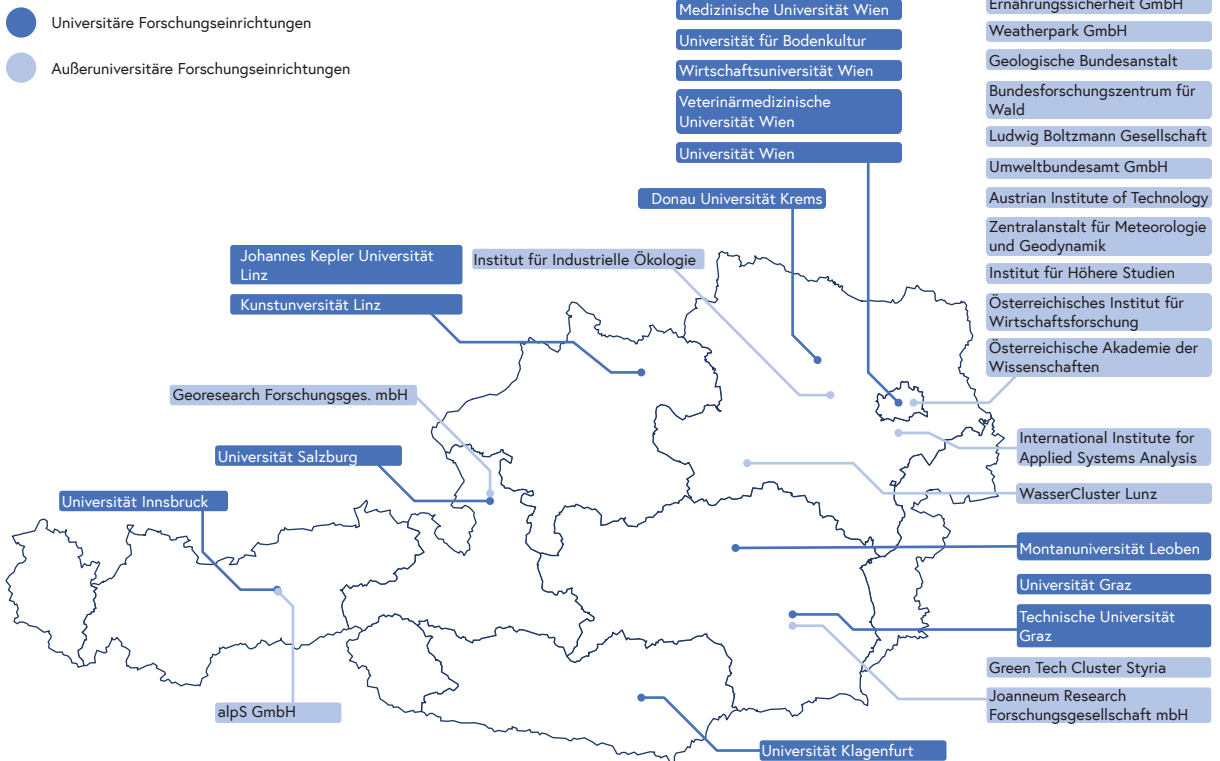 Universitäre Forschungseinrichtungen
Außeruniversitäre Forschungseinrichtungen
Medizinische Universität Wien
Universität für Bodenkultur
Wirtschaftsuniversität Wien
Veterinärmedizinische
Universität Wien
Universität Wien
Donau Universität Krems
Ernährungssicherheit GmbH
Weatherpark GmbH
Geologische Bundesanstalt
Bundesforschungszentrum für
Wald
Ludwig Boltzmann Gesellschaft
Umweltbundesamt GmbH
Austrian Institute of Technology
Zentralanstalt für Meteorologie
und Geodynamik
Institut für Höhere Studien
Österreichisches Institut für
Wirtschaftsforschung
Österreichische Akademie der
Wissenschaften
Johannes Kepler Universität
Linz
Kunstunversität Linz
Institut für Industrielle Ökologie
Georesearch Forschungsges. mbH
Universität Salzburg
Universität Innsbruck
alpS GmbH
International Institute for
Applied Systems Analysis
WasserCluster Lunz
Montanuniversität Leoben
Universität Graz
Technische Universität
Graz
Green Tech Cluster Styria
Joanneum Research
Forschungsgesellschaft mbH
Universität Klagenfurt